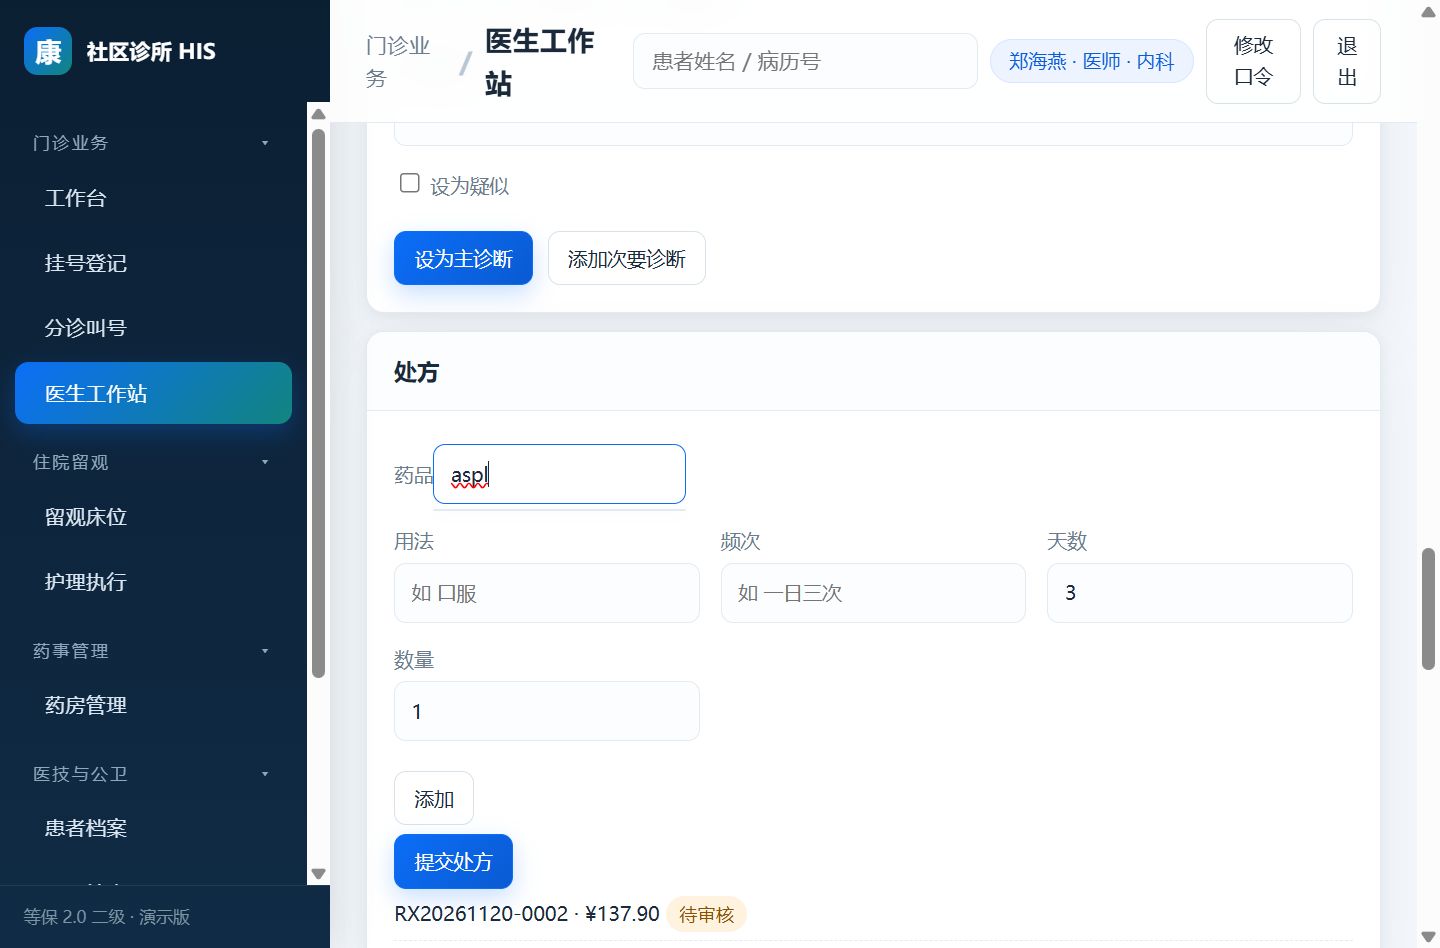 康 社区诊所 HIS
门诊业务
工作台
挂号登记
分诊叫号
医生工作站
住院留观
留观床位
护理执行
药事管理
药房管理
医技与公卫
患者档案
等保 2.0 二级 · 演示版
门诊业务 / 医生工作站
患者姓名 / 病历号
郑海燕 · 医师 · 内科
修改口令
退出
设为疑似
设为主诊断
添加次要诊断
处方
药品 aspl
用法 频次 天数
如 口服 如 一日三次 3
数量
1
添加
提交处方
RX20261120-0002 · ¥137.90 待审核